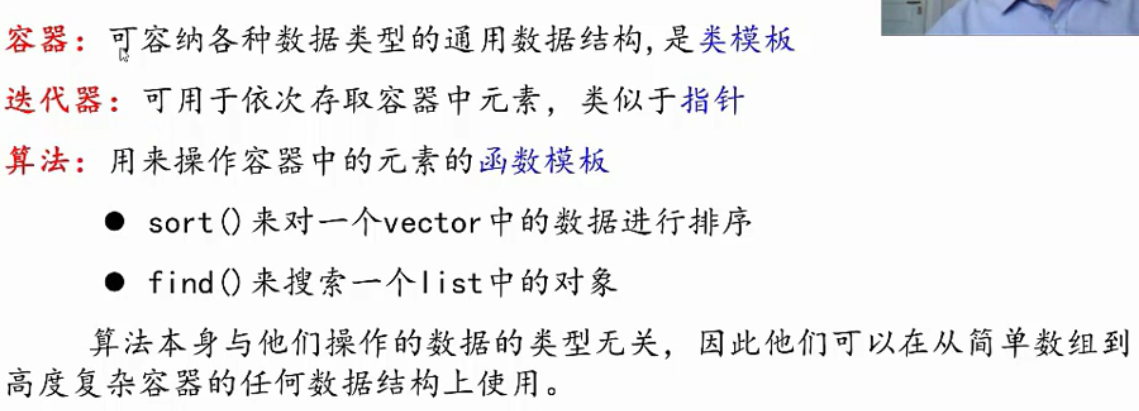 容器：可容纳各种数据类型的通用数据结构,是类模板
迭代器：可用于依次存取容器中元素，类似于指针
算法：用来操作容器中的元素的函数模板
● sort()来对一个vector中的数据进行排序
● find()来搜索一个list中的对象
算法本身与他们操作的数据的类型无关，因此他们可以在从简单数组到
高度复杂容器的任何数据结构上使用。